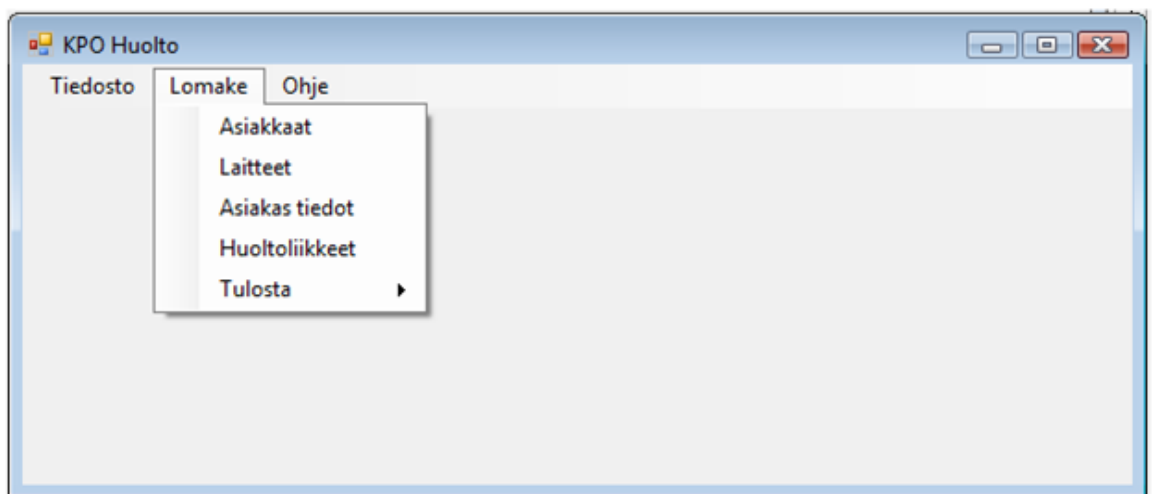 KPO Huolto
Tiedosto Lomake Ohje
Asiakkaat
Laitteet
Asiakas tiedot
Huoltoliikkeet
Tulosta